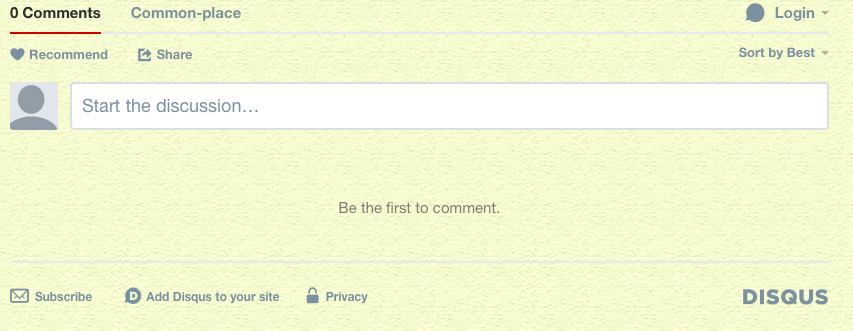 0 Comments Common-place Login
Recommend Share Sort by Best
Start the discussion…
Be the first to comment.
Subscribe Add Disqus to your site Privacy DISQUS